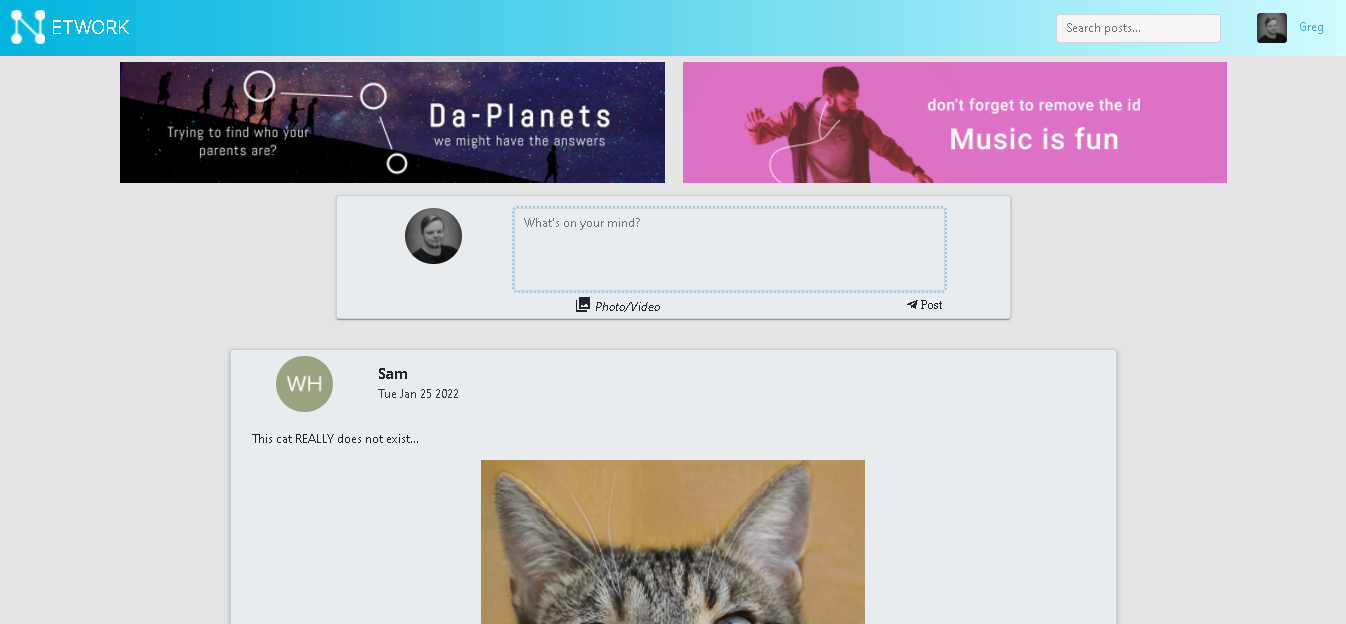 NETWORK
Search posts...
Greg
Trying to find who your
parents are?
Da-Planets
we might have the answers
don't forget to remove the id
Music is fun
What's on your mind?
Photo/Video
Post
WH
Sam
Tue Jan 25 2022
This cat REALLY does not exist...